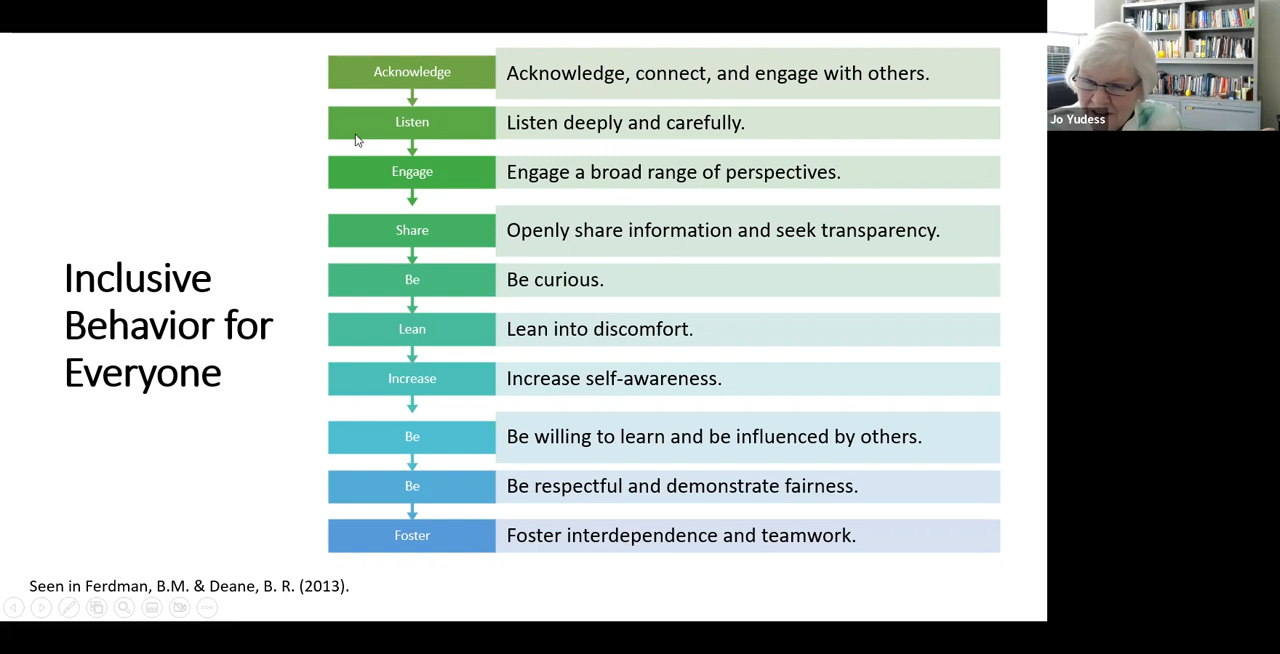 Inclusive
Behavior for
Everyone
Acknowledge
Acknowledge, connect, and engage with others.
Listen
Listen deeply and carefully.
Engage
Engage a broad range of perspectives.
Share
Openly share information and seek transparency.
Be
Be curious.
Lean
Lean into discomfort.
Increase
Increase self-awareness.
Be
Be willing to learn and be influenced by others.
Be
Be respectful and demonstrate fairness.
Foster
Foster interdependence and teamwork.
Seen in Ferdman, B.M. & Deane, B. R. (2013).
Jo Yudess